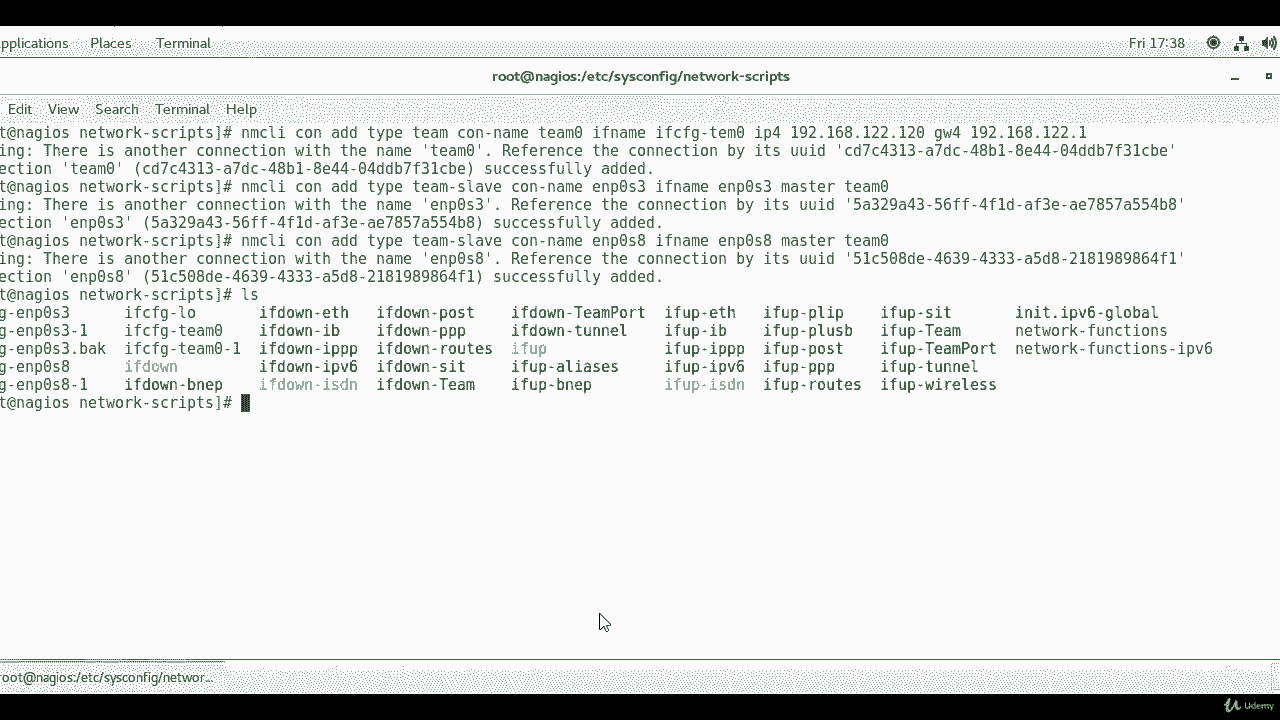 pplications Places Terminal Fri 17:38
root@nagios:/etc/sysconfig/network-scripts
Edit View Search Terminal Help
t@nagios network-scripts]# nmcli con add type team con-name team0 ifname ifcfg-tem0 ip4 192.168.122.120 gw4 192.168.122.1
ing: There is another connection with the name 'team0'. Reference the connection by its uuid 'cd7c4313-a7dc-48b1-8e44-04ddb7f31cbe'
ection 'team0' (cd7c4313-a7dc-48b1-8e44-04ddb7f31cbe) successfully added.
t@nagios network-scripts]# nmcli con add type team-slave con-name enp0s3 ifname enp0s3 master team0
ing: There is another connection with the name 'enp0s3'. Reference the connection by its uuid '5a329a43-56ff-4f1d-af3e-ae7857a554b8'
ection 'enp0s3' (5a329a43-56ff-4f1d-af3e-ae7857a554b8) successfully added.
t@nagios network-scripts]# nmcli con add type team-slave con-name enp0s8 ifname enp0s8 master team0
ing: There is another connection with the name 'enp0s8'. Reference the connection by its uuid '51c508de-4639-4333-a5d8-2181989864f1'
ection 'enp0s8' (51c508de-4639-4333-a5d8-2181989864f1) successfully added.
t@nagios network-scripts]# ls
g-enp0s3 ifcfg-lo ifdown-eth ifdown-post ifdown-TeamPort ifup-eth ifup-plip ifup-sit init.ipv6-global
g-enp0s3-1 ifcfg-team0 ifdown-ib ifdown-ppp ifdown-tunnel ifup-ib ifup-plusb ifup-Team network-functions
g-enp0s3.bak ifcfg-team0-1 ifdown-ippp ifdown-routes ifup ifup-ippp ifup-post ifup-TeamPort network-functions-ipv6
g-enp0s8 ifdown ifdown-ipv6 ifdown-sit ifup-aliases ifup-ipv6 ifup-ppp ifup-tunnel
g-enp0s8-1 ifdown-bnep ifdown-isdn ifdown-Team ifup-bnep ifup-isdn ifup-routes ifup-wireless
t@nagios network-scripts]#
root@nagios:/etc/sysconfig/networ...
Udemy